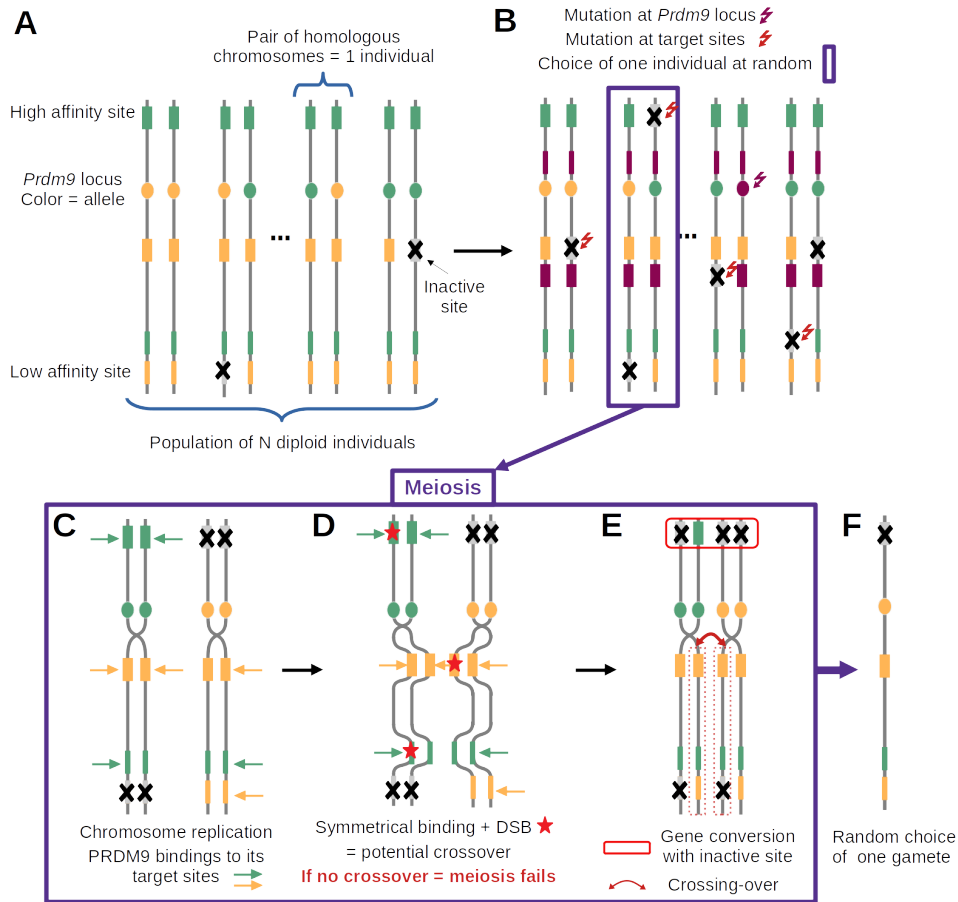 A
Pair of homologous
chromosomes = 1 individual
High affinity site
Prdm9 locus
Color = allele
...
Inactive
site
Low affinity site
Population of N diploid individuals
B
Mutation at Prdm9 locus
Mutation at target sites
Choice of one individual at random
...
Meiosis
C
Chromosome replication
PRDM9 bindings to its
target sites
D
Symmetrical binding + DSB
= potential crossover
If no crossover = meiosis fails
E
Gene conversion
with inactive site
Crossing-over
F
Random choice
of one gamete